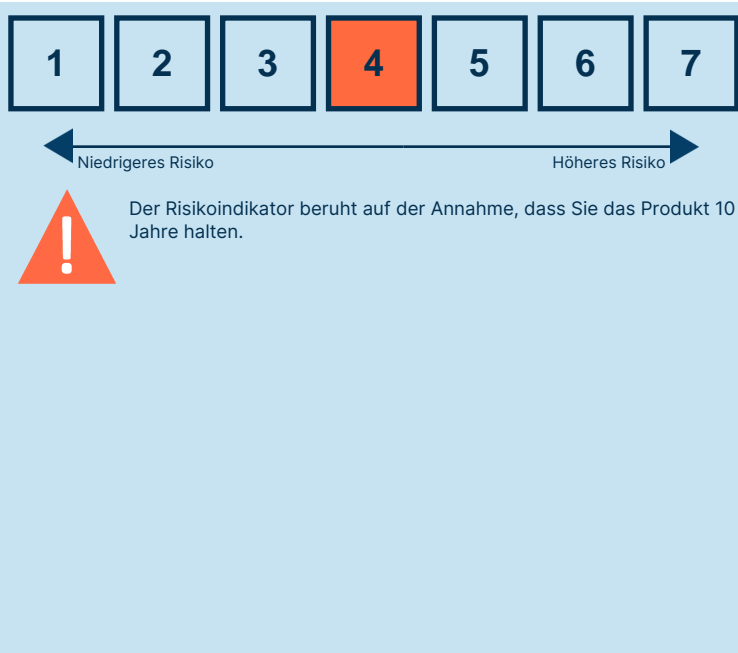 1 2 3 4 5 6 7
Niedrigeres Risiko Höheres Risiko
!
Der Risikoindikator beruht auf der Annahme, dass Sie das Produkt 10
Jahre halten.